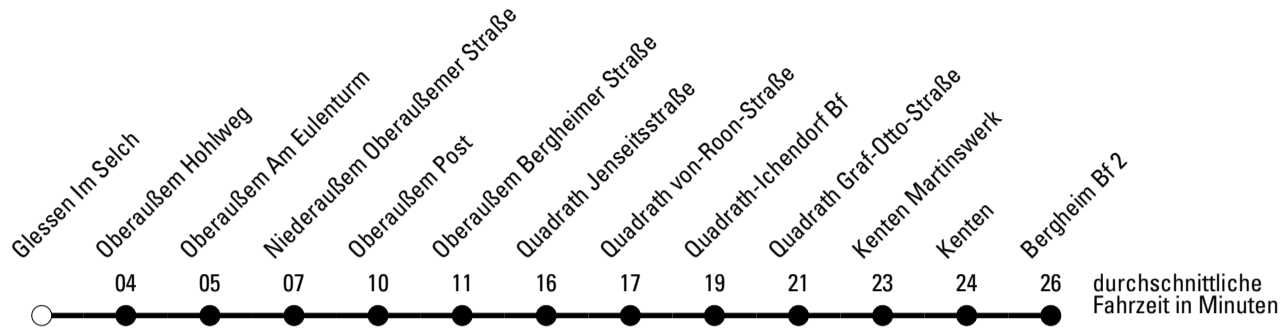 Glessen Im Selch
Oberaußem Hohlweg
Oberaußem Am Eulenturm
Niederaußem Oberaußemer Straße
Oberaußem Post
Oberaußem Bergheimer Straße
Quadrath Jenseitsstraße
Quadrath von-Roon-Straße
Quadrath-Ichendorf Bf
Quadrath Graf-Otto-Straße
Kenten Martinswerk
Kenten
Bergheim Bf 2
04 05 07 10 11 16 17 19 21 23 24 26
durchschnittliche
Fahrzeit in Minuten